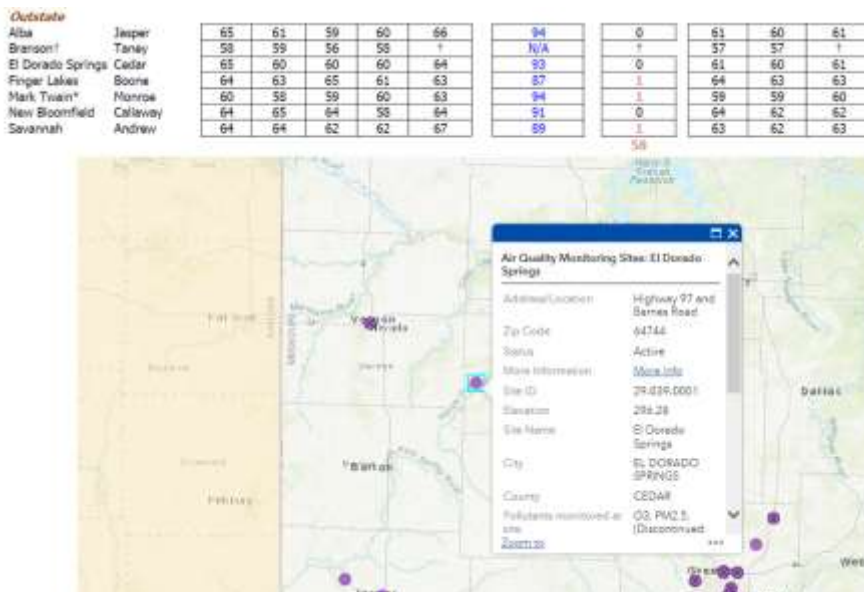 Outstate
Alba Jasper 65 61 59 60 66 94 0 61 60 61
Branson† Taney 58 59 56 58 † N/A † 57 57 †
El Dorado Springs Cedar 65 60 60 60 64 93 0 61 60 61
Finger Lakes Boone 64 63 65 61 63 87 1 64 63 63
Mark Twain* Monroe 60 58 59 60 63 94 1 59 59 60
New Bloomfield Callaway 64 65 64 58 64 91 0 64 62 62
Savannah Andrew 64 64 62 62 67 89 1 63 62 63
58
Air Quality Monitoring Sites: El Dorado
Springs
Address/Location Highway 97 and
Barnes Road
Zip Code 64744
Status Active
More Information More info
Site ID 29-039-0001
Elevation 296.28
Site Name El Dorado
Springs
City EL DORADO
SPRINGS
County CEDAR
Pollutants monitored at
site O3, PM2.5,
(Discontinued:
Zoom to
Vernon
Nevada
Dallas
Barton